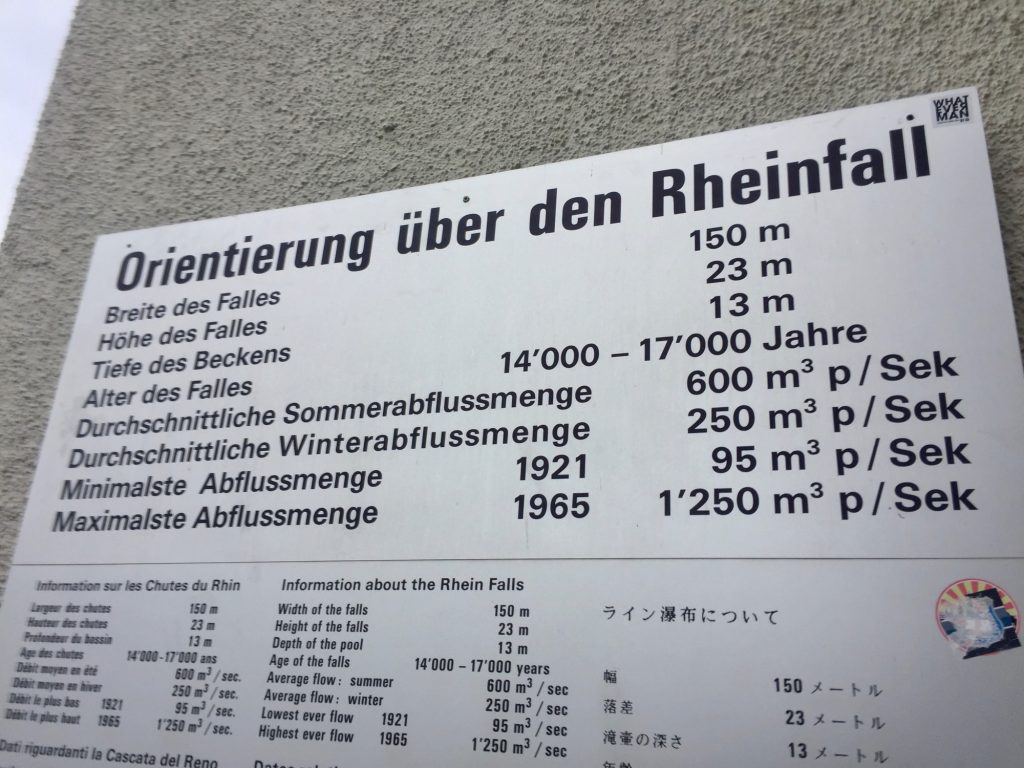 WHAT
EVER
MAN
Orientierung über den Rheinfall
Breite des Falles 150 m
Höhe des Falles 23 m
Tiefe des Beckens 13 m
Alter des Falles 14'000 – 17'000 Jahre
Durchschnittliche Sommerabflussmenge 600 m³ p/Sek
Durchschnittliche Winterabflussmenge 250 m³ p/Sek
Minimalste Abflussmenge 1921 95 m³ p/Sek
Maximalste Abflussmenge 1965 1'250 m³ p/Sek
Information sur les Chutes du Rhin
Largeur des chutes 150 m
Hauteur des chutes 23 m
Profondeur du bassin 13 m
Age des chutes 14'000-17'000 ans
Débit moyen en été 600 m³/sec.
Débit moyen en hiver 250 m³/sec.
Débit le plus bas 1921 95 m³/sec.
Débit le plus haut 1965 1'250 m³/sec.
Dati riguardanti la Cascata del Reno
Information about the Rhein Falls
Width of the falls 150 m
Height of the falls 23 m
Depth of the pool 13 m
Age of the falls 14'000 – 17'000 years
Average flow: summer 600 m³/sec
Average flow: winter 250 m³/sec
Lowest ever flow 1921 95 m³/sec
Highest ever flow 1965 1'250 m³/sec
ライン瀑布について
幅 150 メートル
落差 23 メートル
滝壷の深さ 13 メートル